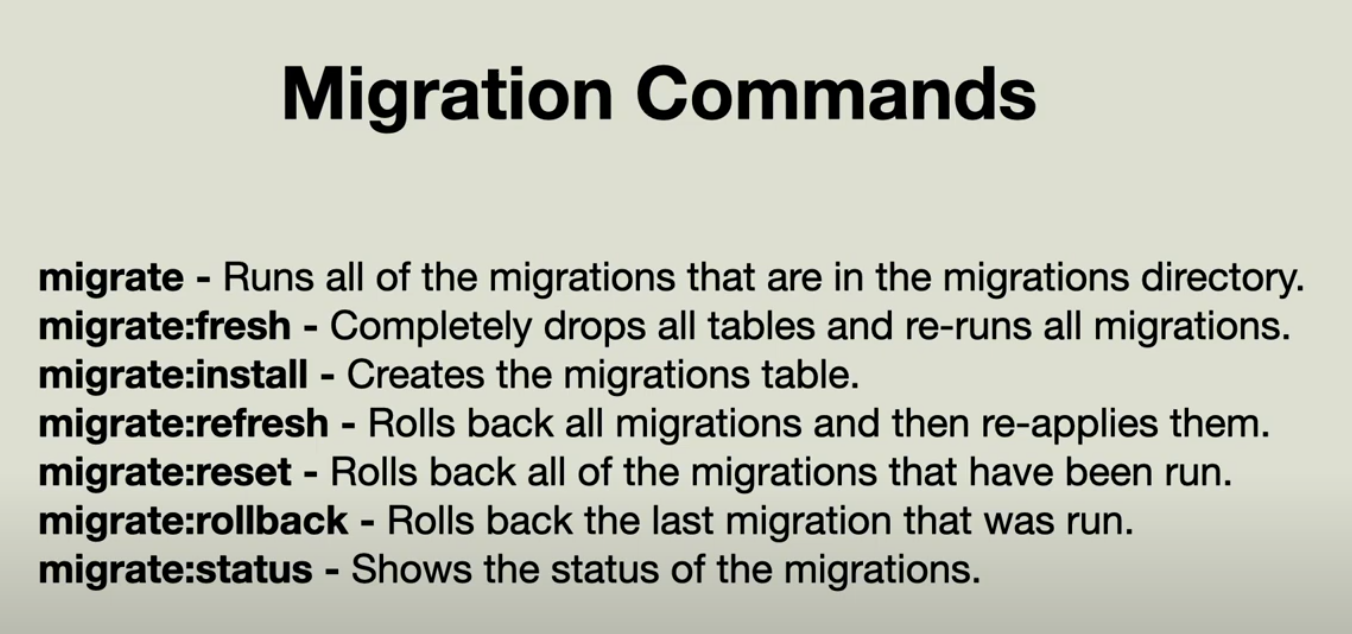 Migration Commands
migrate - Runs all of the migrations that are in the migrations directory.
migrate:fresh - Completely drops all tables and re-runs all migrations.
migrate:install - Creates the migrations table.
migrate:refresh - Rolls back all migrations and then re-applies them.
migrate:reset - Rolls back all of the migrations that have been run.
migrate:rollback - Rolls back the last migration that was run.
migrate:status - Shows the status of the migrations.